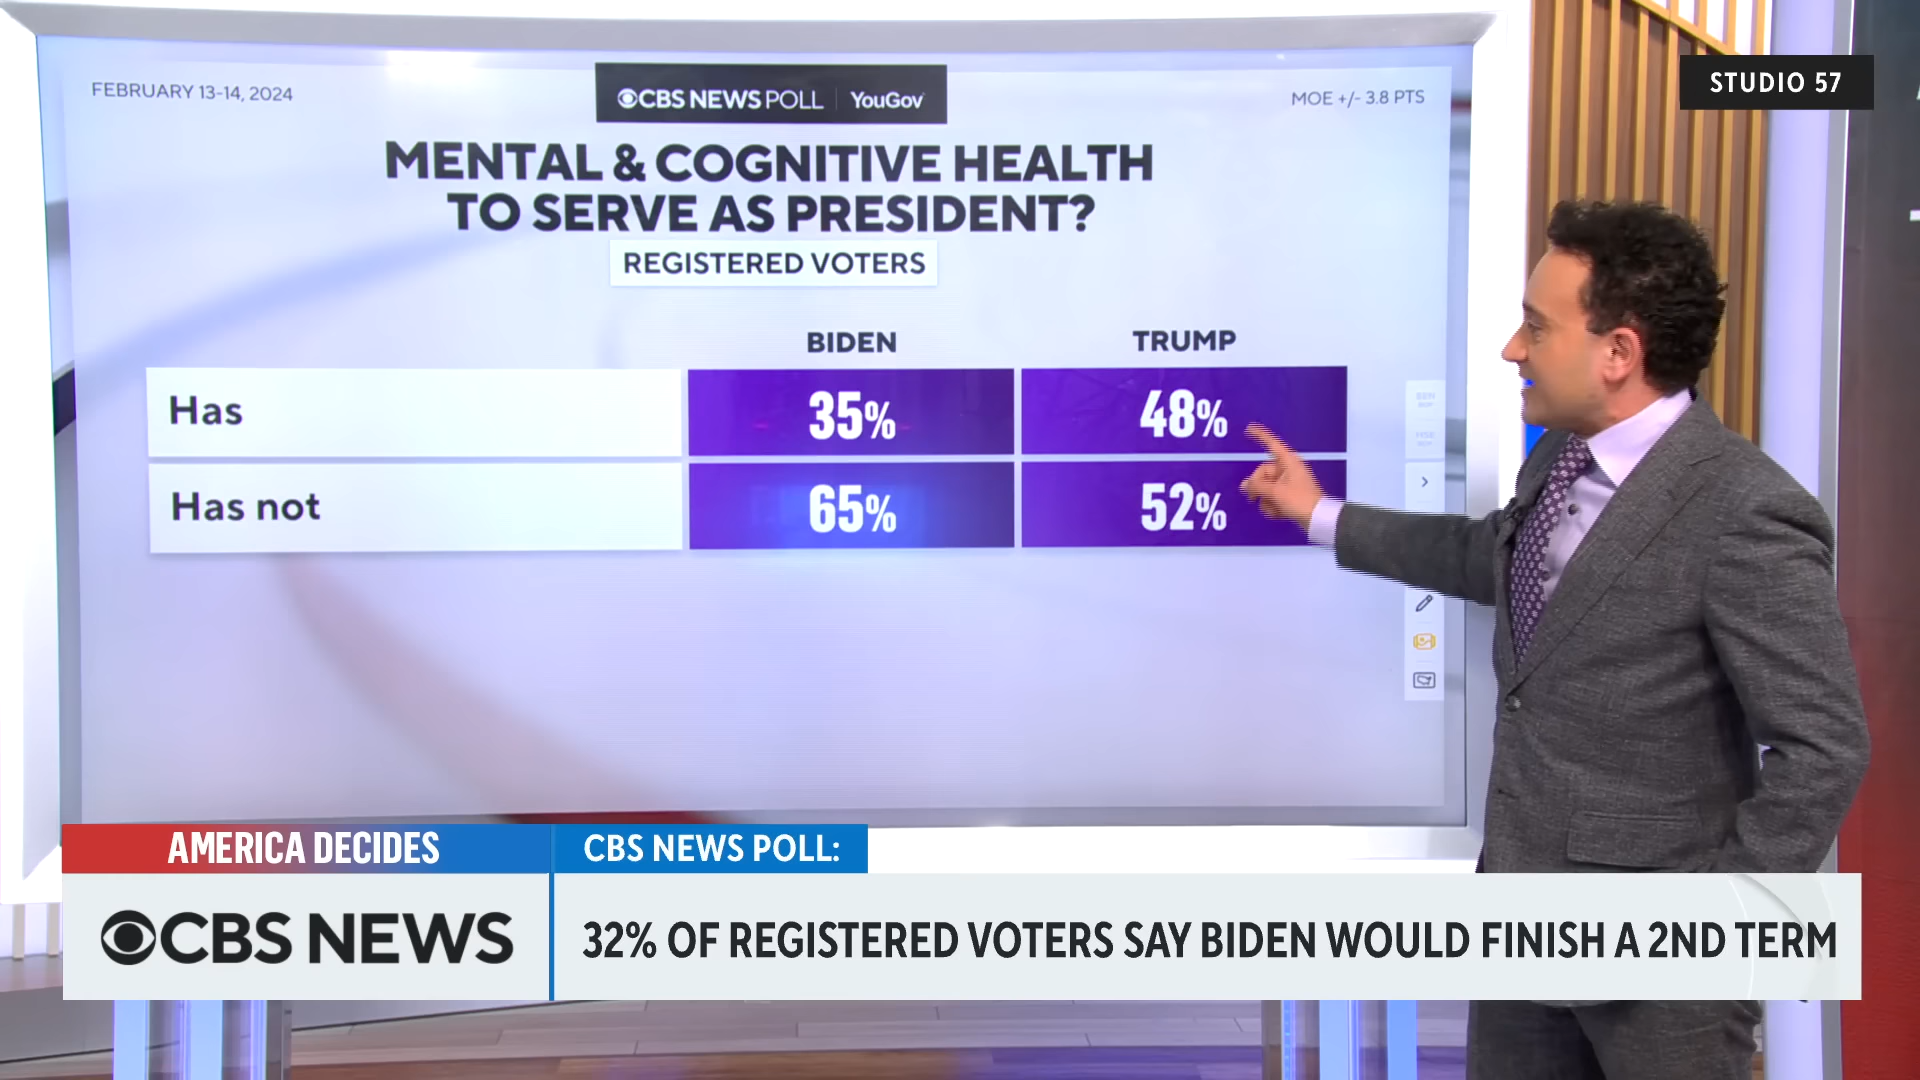 STUDIO 57
FEBRUARY 13-14, 2024
CBS NEWS POLL | YouGov
MOE +/- 3.8 PTS
MENTAL & COGNITIVE HEALTH
TO SERVE AS PRESIDENT?
REGISTERED VOTERS
BIDEN TRUMP
Has 35% 48%
Has not 65% 52%
AMERICA DECIDES
CBS NEWS POLL:
CBS NEWS
32% OF REGISTERED VOTERS SAY BIDEN WOULD FINISH A 2ND TERM